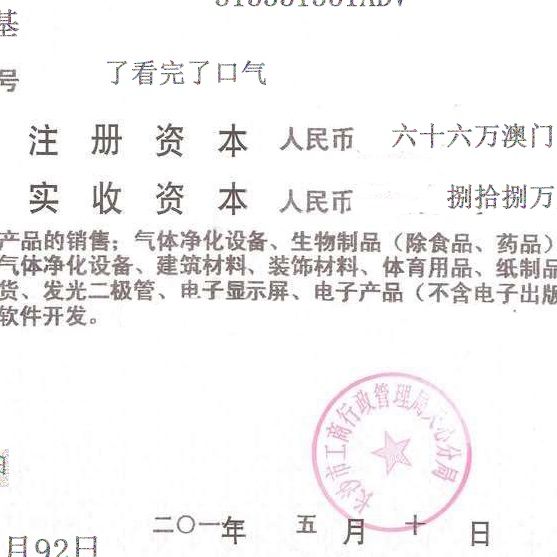 基
号 了看完了口气
注册资本 人民币 六十六万澳门
实收资本 人民币 捌拾捌万
产品的销售；气体净化设备、生物制品（除食品、药品）
气体净化设备、建筑材料、装饰材料、体育用品、纸制品
货、发光二极管、电子显示屏、电子产品（不含电子出版
软件开发。
长沙市工商行政管理局天心分局
二〇一年 五月十日
月92日